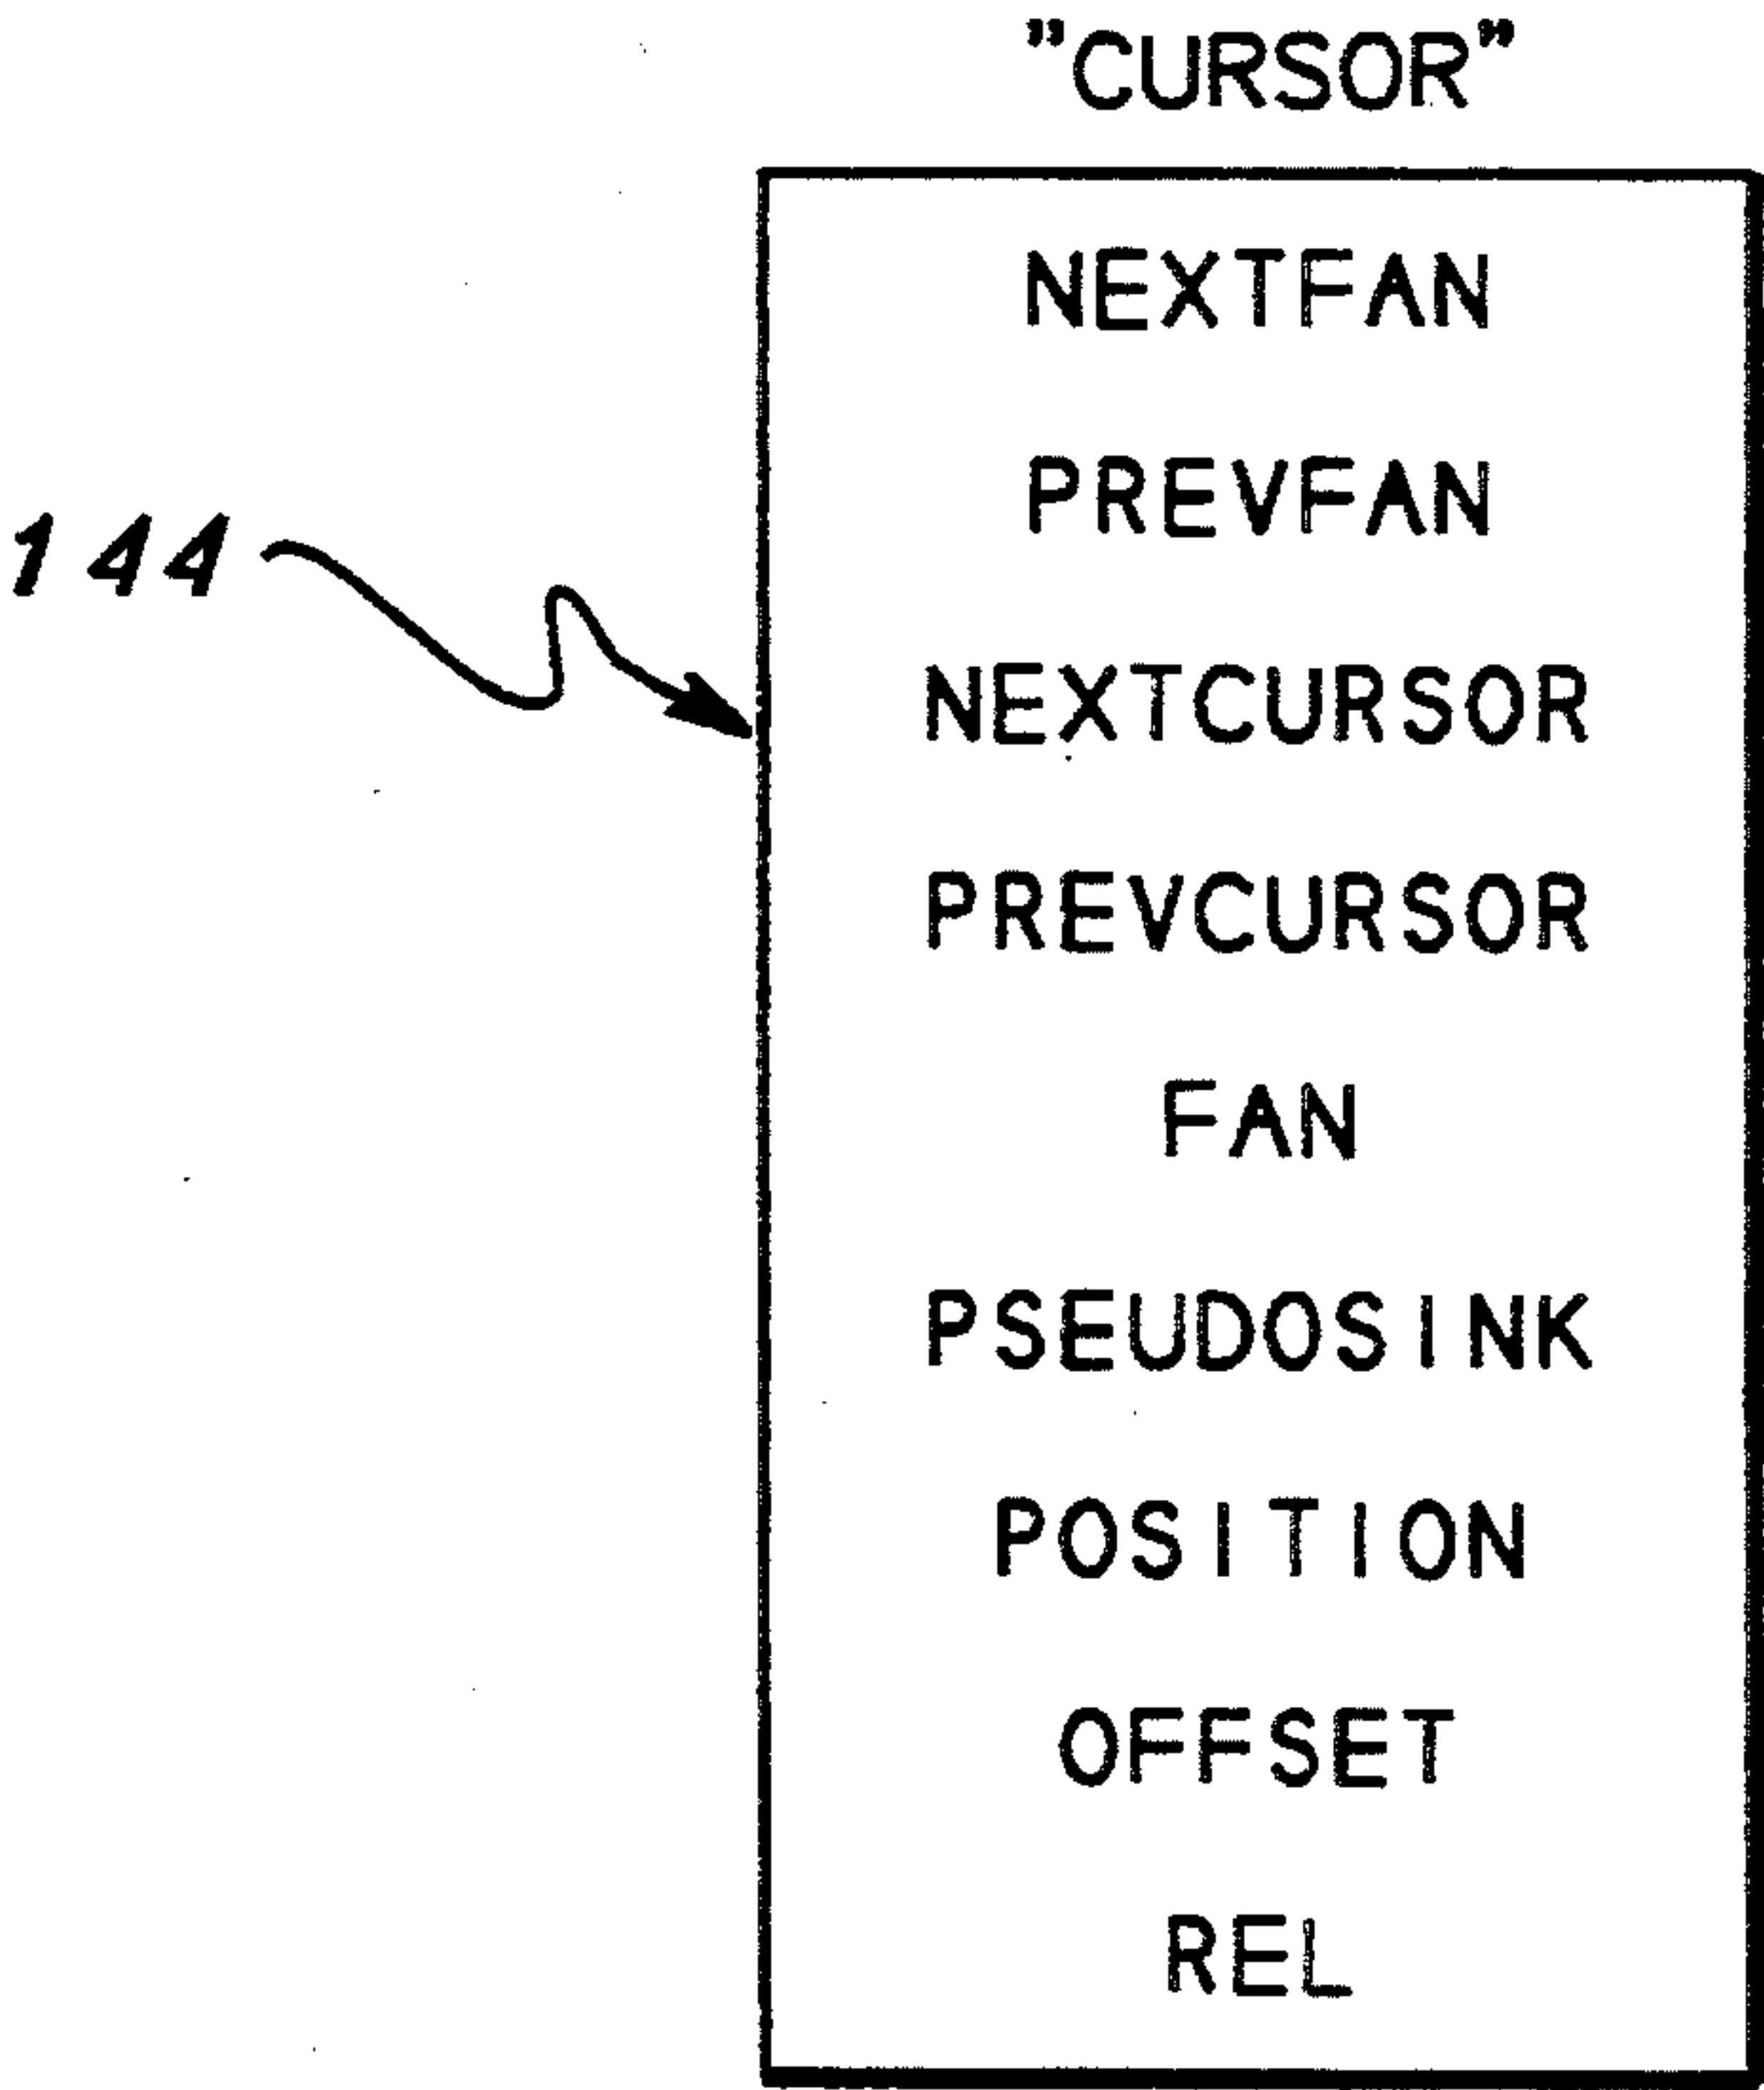 "CURSOR"
NEXTFAN
PREVFAN
144
NEXTCURSOR
PREVCURSOR
FAN
PSEUDOSINK
POSITION
OFFSET
REL